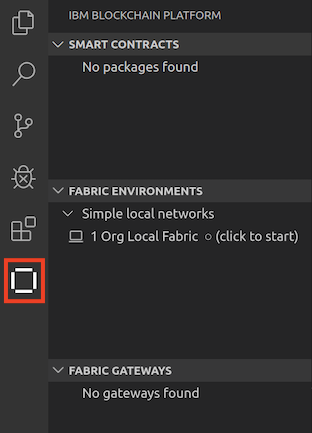 IBM BLOCKCHAIN PLATFORM
SMART CONTRACTS
No packages found
FABRIC ENVIRONMENTS
Simple local networks
1 Org Local Fabric ○ (click to start)
FABRIC GATEWAYS
No gateways found